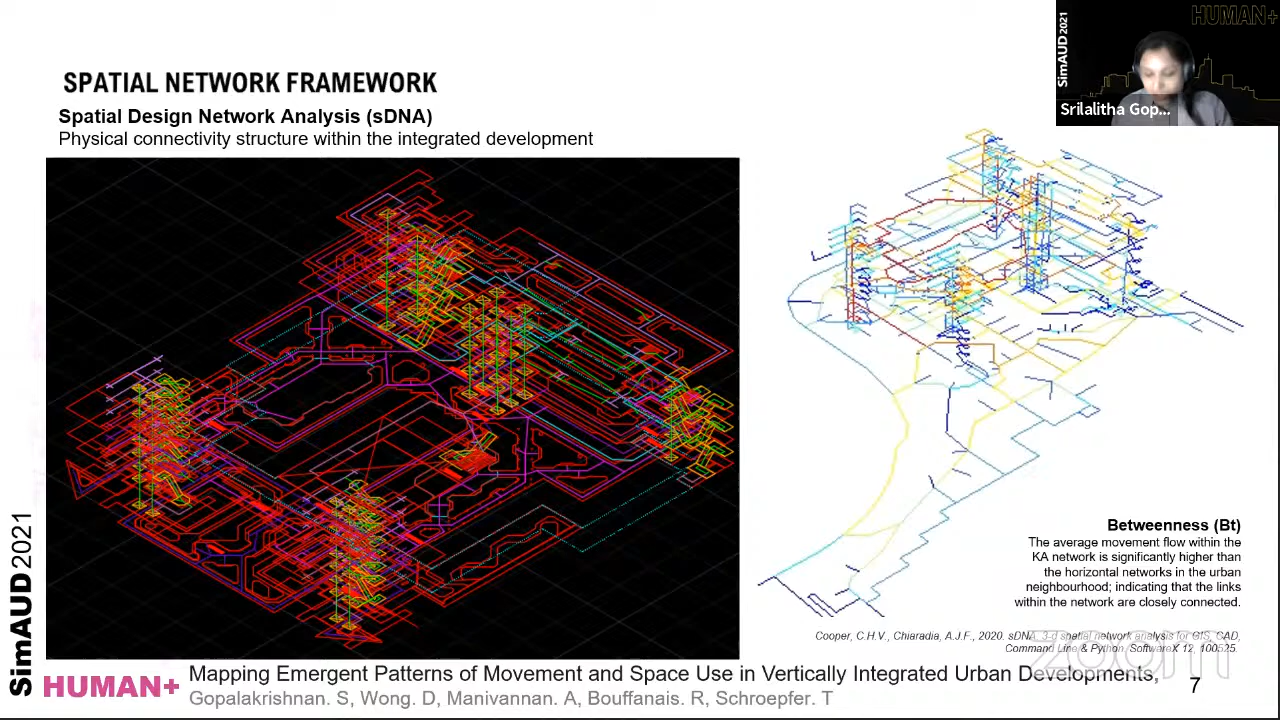 SPATIAL NETWORK FRAMEWORK
Spatial Design Network Analysis (sDNA)
Physical connectivity structure within the integrated development
SimAUD2021
HUMAN+
Srilalitha Gop...
Betweenness (Bt)
The average movement flow within the
KA network is significantly higher than
the horizontal networks in the urban
neighbourhood; indicating that the links
within the network are closely connected.
Cooper, C.H.V., Chiaradia, A.J.F., 2020. sDNA: 3-d spatial network analysis for GIS, CAD,
Command Line & Python. SoftwareX 12, 100525.
zoom
SimAUD2021
HUMAN+
Mapping Emergent Patterns of Movement and Space Use in Vertically Integrated Urban Developments,
Gopalakrishnan. S, Wong. D, Manivannan. A, Bouffanais. R, Schroepfer. T
7